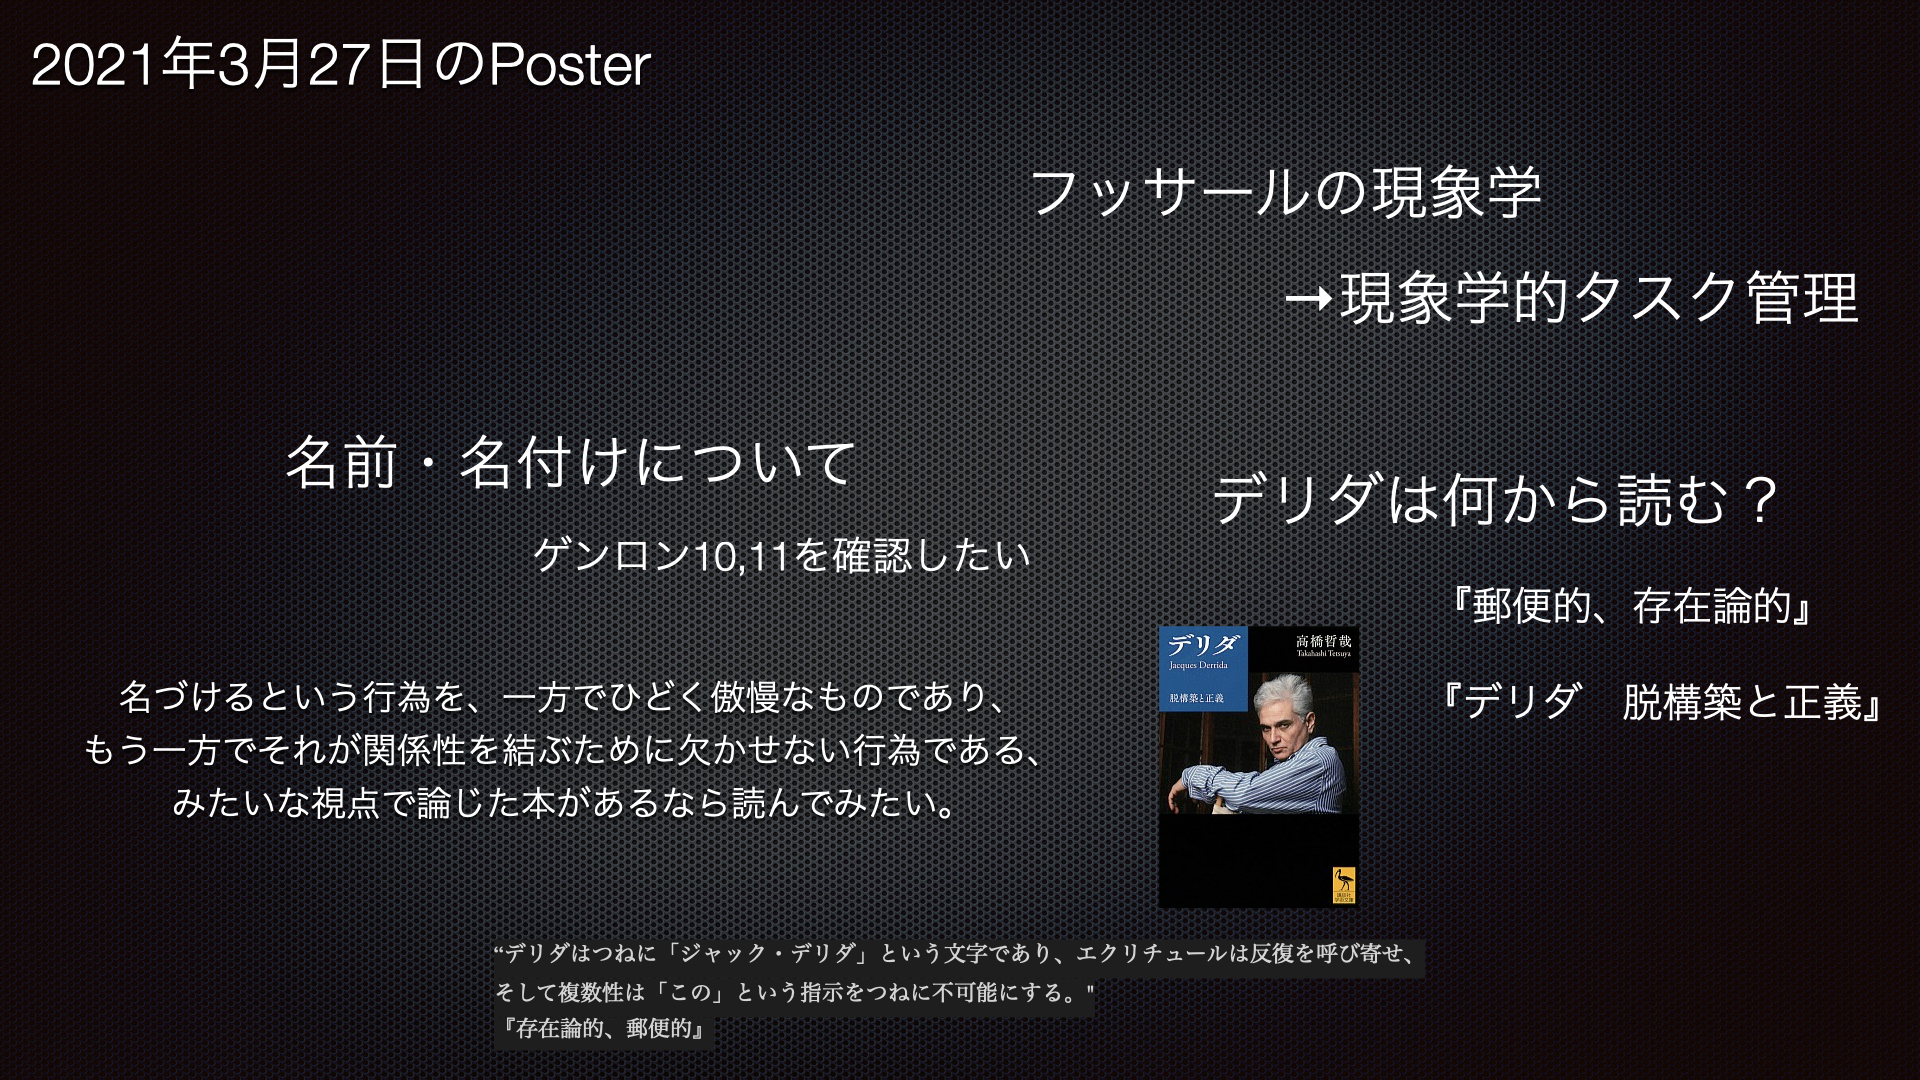 2021年3月27日のPoster
フッサールの現象学
→現象学的タスク管理
名前・名付けについて
ゲンロン10,11を確認したい
名づけるという行為を、一方でひどく傲慢なものであり、
もう一方でそれが関係性を結ぶために欠かせない行為である、
みたいな視点で論じた本があるなら読んでみたい。
デリダは何から読む？
『郵便的、存在論的』
『デリダ　脱構築と正義』
デリダ
Jacques Derrida
脱構築と正義
高橋哲哉
Takahashi Tetsuya
講談社
学術文庫
“デリダはつねに「ジャック・デリダ」という文字であり、エクリチュールは反復を呼び寄せ、
そして複数性は「この」という指示をつねに不可能にする。"
『存在論的、郵便的』